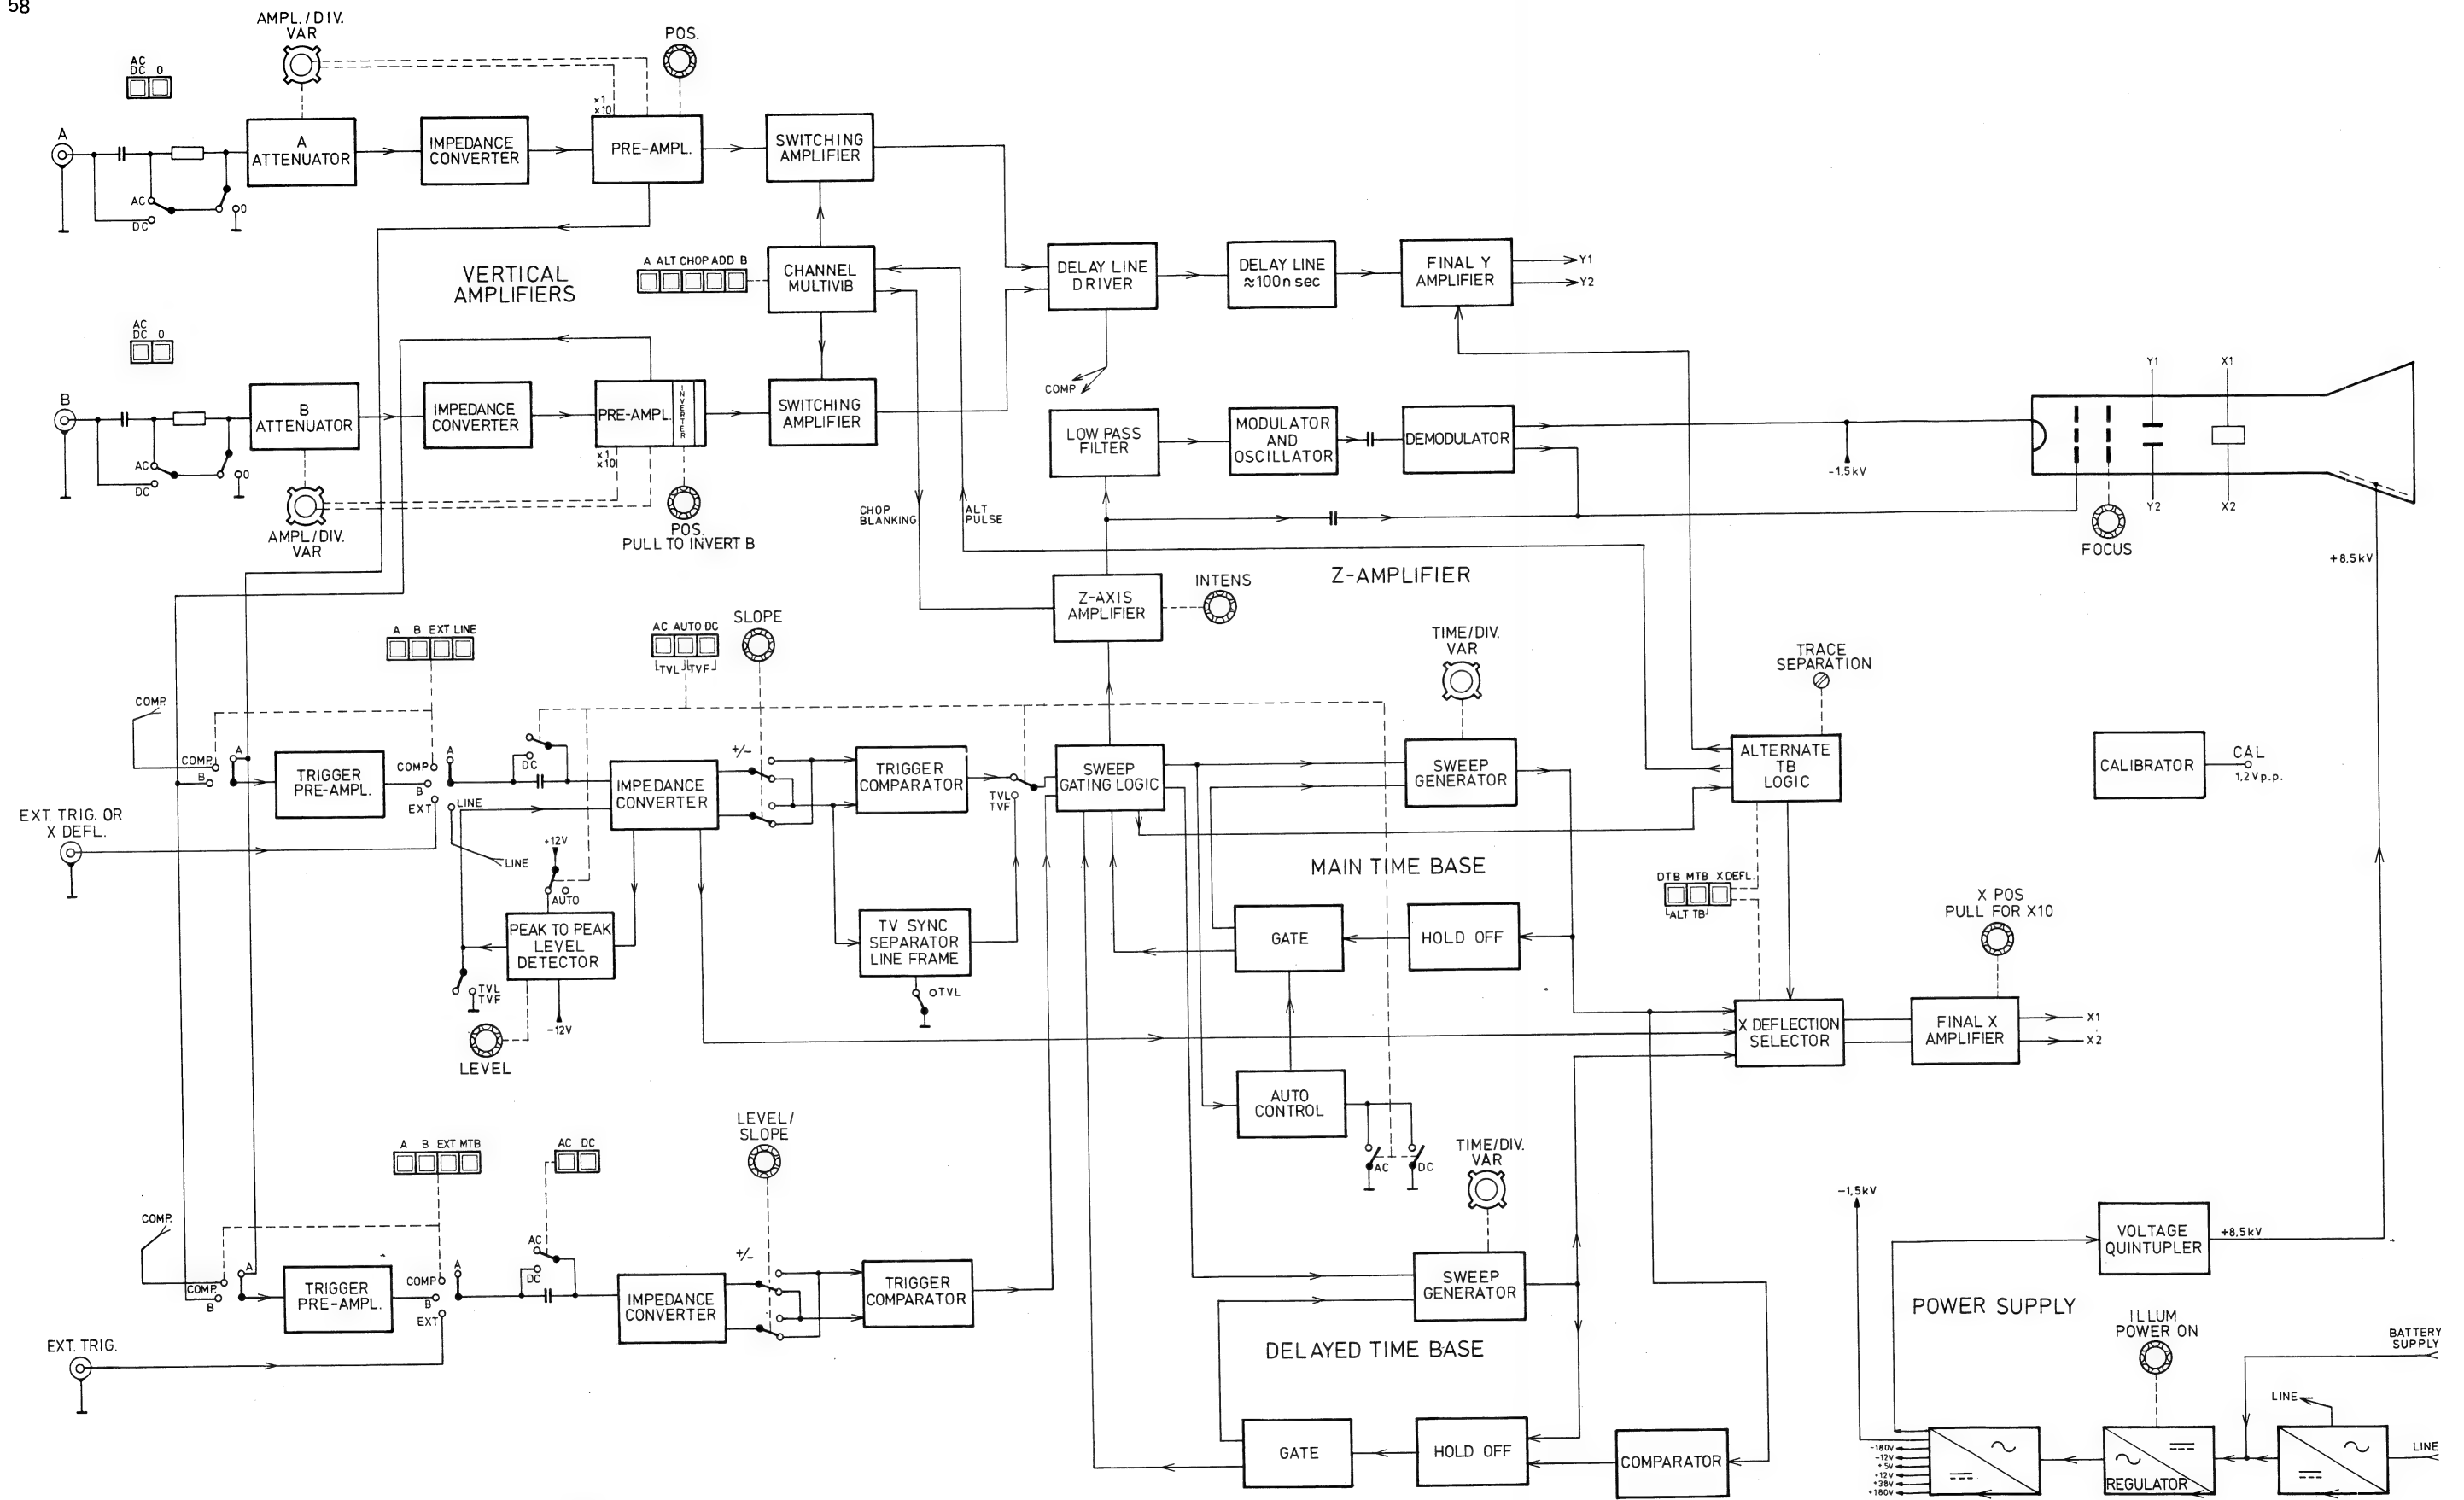 58
AMPL./DIV.
VAR
POS.
AC
DC 0
x1
x10
A
A
ATTENUATOR
IMPEDANCE
CONVERTER
PRE-AMPL.
SWITCHING
AMPLIFIER
AC
DC
0
VERTICAL
AMPLIFIERS
A ALT CHOP ADD B
CHANNEL
MULTIVIB
DELAY LINE
DRIVER
DELAY LINE
≈100n sec
FINAL Y
AMPLIFIER
Y1
Y2
AC
DC 0
COMP
B
B
ATTENUATOR
IMPEDANCE
CONVERTER
PRE-AMPL.
INVERTER
SWITCHING
AMPLIFIER
LOW PASS
FILTER
MODULATOR
AND
OSCILLATOR
DEMODULATOR
-1,5kV
Y1
X1
Y2
X2
FOCUS
+8,5kV
AC
DC
0
x1
x10
AMPL/DIV.
VAR
POS.
PULL TO INVERT B
CHOP
BLANKING
ALT
PULSE
Z-AMPLIFIER
Z-AXIS
AMPLIFIER
INTENS
A B EXT LINE
AC AUTO DC
TVL TVF
SLOPE
TIME/DIV.
VAR
TRACE
SEPARATION
COMP.
COMP.
B
A
TRIGGER
PRE-AMPL.
COMP
B
EXT
A
LINE
LINE
DC
IMPEDANCE
CONVERTER
+/-
TRIGGER
COMPARATOR
TVL
TVF
SWEEP
GATING LOGIC
SWEEP
GENERATOR
ALTERNATE
TB
LOGIC
CALIBRATOR
CAL
1,2Vp.p.
EXT. TRIG. OR
X DEFL.
+12V
AUTO
MAIN TIME BASE
DTB MTB X DEFL.
ALT TB
X POS
PULL FOR X10
PEAK TO PEAK
LEVEL
DETECTOR
TV SYNC
SEPARATOR
LINE FRAME
GATE
HOLD OFF
TVL
TVF
-12V
TVL
LEVEL
X DEFLECTION
SELECTOR
FINAL X
AMPLIFIER
X1
X2
AUTO
CONTROL
AC
DC
A B EXT MTB
AC DC
LEVEL/
SLOPE
TIME/DIV.
VAR
-1,5kV
COMP.
COMP.
B
A
TRIGGER
PRE-AMPL.
COMP
B
EXT
A
AC
DC
IMPEDANCE
CONVERTER
+/-
TRIGGER
COMPARATOR
SWEEP
GENERATOR
VOLTAGE
QUINTUPLER
+8,5kV
EXT. TRIG.
DELAYED TIME BASE
POWER SUPPLY
ILLUM
POWER ON
BATTERY
SUPPLY
LINE
GATE
HOLD OFF
COMPARATOR
-180V
-12V
+5V
+12V
+38V
+180V
REGULATOR
LINE